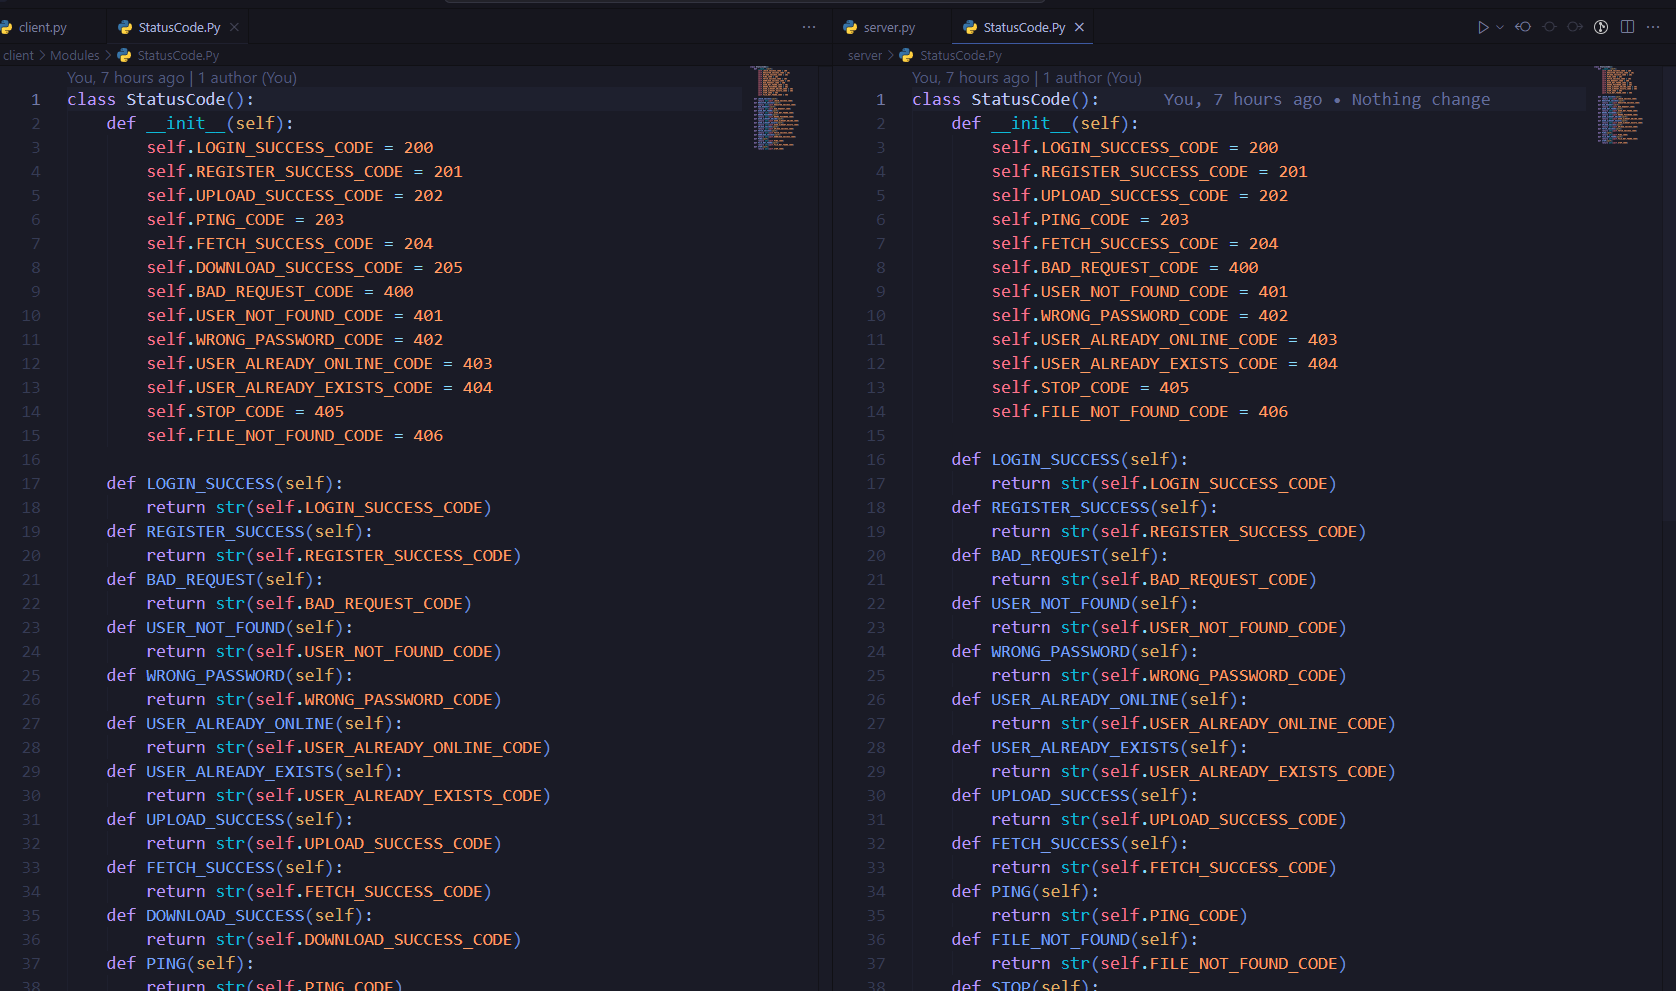 client.py
StatusCode.Py
client > Modules > StatusCode.Py
You, 7 hours ago | 1 author (You)
1 class StatusCode():
2 def __init__(self):
3 self.LOGIN_SUCCESS_CODE = 200
4 self.REGISTER_SUCCESS_CODE = 201
5 self.UPLOAD_SUCCESS_CODE = 202
6 self.PING_CODE = 203
7 self.FETCH_SUCCESS_CODE = 204
8 self.DOWNLOAD_SUCCESS_CODE = 205
9 self.BAD_REQUEST_CODE = 400
10 self.USER_NOT_FOUND_CODE = 401
11 self.WRONG_PASSWORD_CODE = 402
12 self.USER_ALREADY_ONLINE_CODE = 403
13 self.USER_ALREADY_EXISTS_CODE = 404
14 self.STOP_CODE = 405
15 self.FILE_NOT_FOUND_CODE = 406
16
17 def LOGIN_SUCCESS(self):
18 return str(self.LOGIN_SUCCESS_CODE)
19 def REGISTER_SUCCESS(self):
20 return str(self.REGISTER_SUCCESS_CODE)
21 def BAD_REQUEST(self):
22 return str(self.BAD_REQUEST_CODE)
23 def USER_NOT_FOUND(self):
24 return str(self.USER_NOT_FOUND_CODE)
25 def WRONG_PASSWORD(self):
26 return str(self.WRONG_PASSWORD_CODE)
27 def USER_ALREADY_ONLINE(self):
28 return str(self.USER_ALREADY_ONLINE_CODE)
29 def USER_ALREADY_EXISTS(self):
30 return str(self.USER_ALREADY_EXISTS_CODE)
31 def UPLOAD_SUCCESS(self):
32 return str(self.UPLOAD_SUCCESS_CODE)
33 def FETCH_SUCCESS(self):
34 return str(self.FETCH_SUCCESS_CODE)
35 def DOWNLOAD_SUCCESS(self):
36 return str(self.DOWNLOAD_SUCCESS_CODE)
37 def PING(self):
38 return str(self.PING_CODE)
server.py
StatusCode.Py
server > StatusCode.Py
You, 7 hours ago | 1 author (You)
1 class StatusCode(): You, 7 hours ago • Nothing change
2 def __init__(self):
3 self.LOGIN_SUCCESS_CODE = 200
4 self.REGISTER_SUCCESS_CODE = 201
5 self.UPLOAD_SUCCESS_CODE = 202
6 self.PING_CODE = 203
7 self.FETCH_SUCCESS_CODE = 204
8 self.BAD_REQUEST_CODE = 400
9 self.USER_NOT_FOUND_CODE = 401
10 self.WRONG_PASSWORD_CODE = 402
11 self.USER_ALREADY_ONLINE_CODE = 403
12 self.USER_ALREADY_EXISTS_CODE = 404
13 self.STOP_CODE = 405
14 self.FILE_NOT_FOUND_CODE = 406
15
16 def LOGIN_SUCCESS(self):
17 return str(self.LOGIN_SUCCESS_CODE)
18 def REGISTER_SUCCESS(self):
19 return str(self.REGISTER_SUCCESS_CODE)
20 def BAD_REQUEST(self):
21 return str(self.BAD_REQUEST_CODE)
22 def USER_NOT_FOUND(self):
23 return str(self.USER_NOT_FOUND_CODE)
24 def WRONG_PASSWORD(self):
25 return str(self.WRONG_PASSWORD_CODE)
26 def USER_ALREADY_ONLINE(self):
27 return str(self.USER_ALREADY_ONLINE_CODE)
28 def USER_ALREADY_EXISTS(self):
29 return str(self.USER_ALREADY_EXISTS_CODE)
30 def UPLOAD_SUCCESS(self):
31 return str(self.UPLOAD_SUCCESS_CODE)
32 def FETCH_SUCCESS(self):
33 return str(self.FETCH_SUCCESS_CODE)
34 def PING(self):
35 return str(self.PING_CODE)
36 def FILE_NOT_FOUND(self):
37 return str(self.FILE_NOT_FOUND_CODE)
38 def STOP(self):